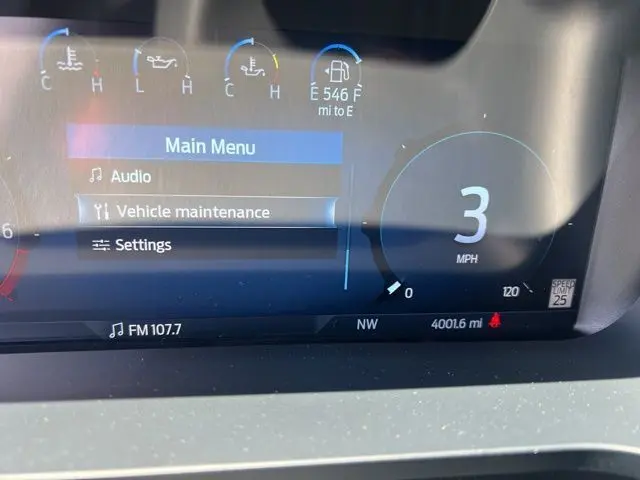 C H
L H
C H
E 546 F
mi to E
Main Menu
Audio
Vehicle maintenance
Settings
6
3
MPH
0
120
SPEED
LIMIT
25
FM 107.7
NW
4001.6 mi